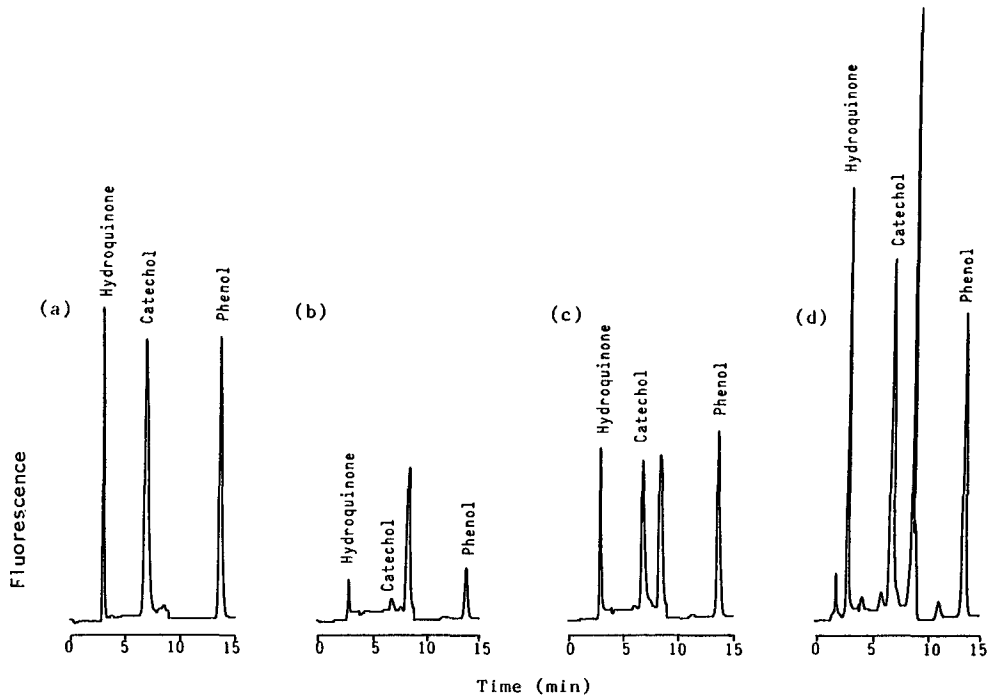 (a)
Hydroquinone
Catechol
Phenol
(b)
Hydroquinone
Catechol
Phenol
(c)
Hydroquinone
Catechol
Phenol
(d)
Hydroquinone
Catechol
Phenol
Fluorescence
0 5 10 15
0 5 10 15
0 5 10 15
0 5 10 15
Time (min)